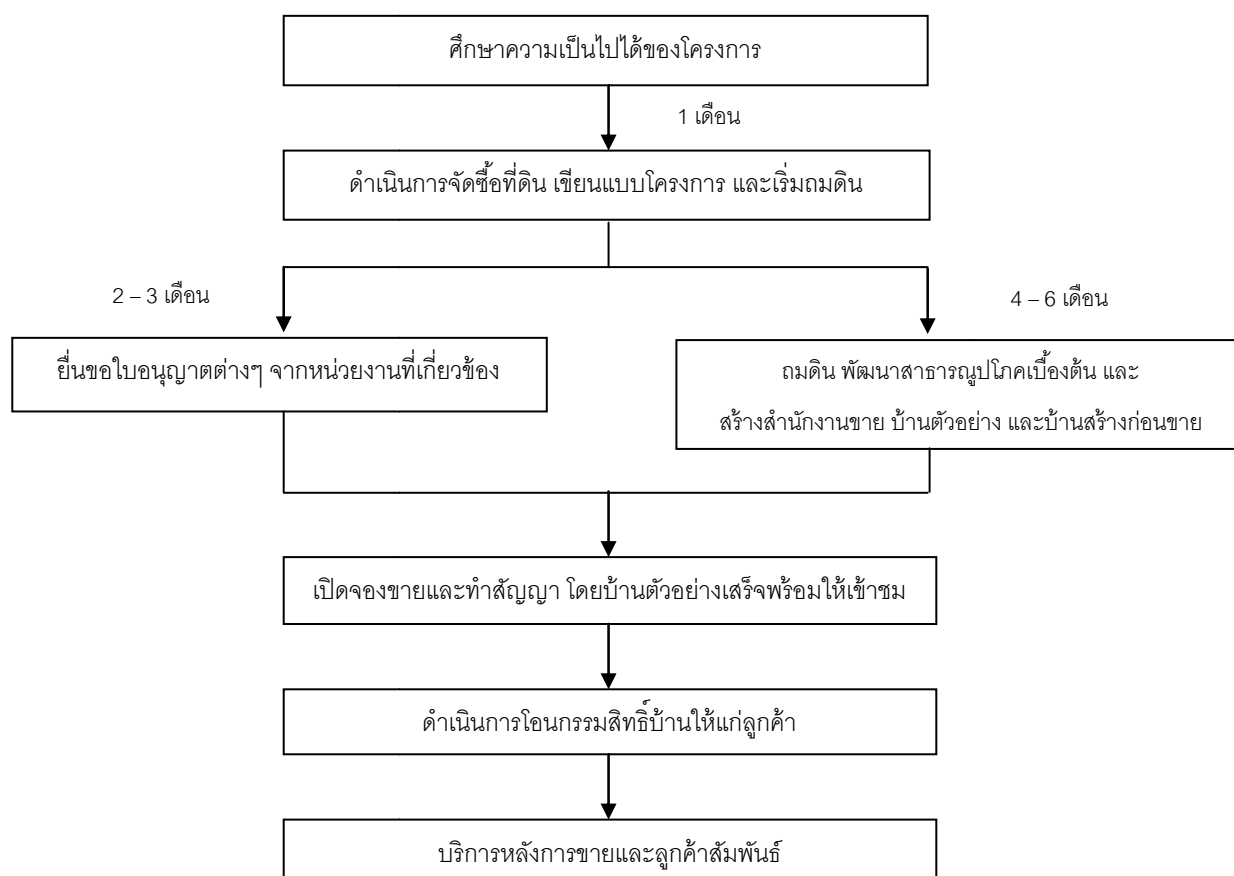 ศึกษาความเป็นไปได้ของโครงการ
1 เดือน
ดำเนินการจัดซื้อที่ดิน เขียนแบบโครงการ และเริ่มถมดิน
2 – 3 เดือน
4 – 6 เดือน
ยื่นขอใบอนุญาตต่างๆ จากหน่วยงานที่เกี่ยวข้อง
ถมดิน พัฒนาสาธารณูปโภคเบื้องต้น และ
สร้างสำนักงานขาย บ้านตัวอย่าง และบ้านสร้างก่อนขาย
เปิดจองขายและทำสัญญา โดยบ้านตัวอย่างเสร็จพร้อมให้เข้าชม
ดำเนินการโอนกรรมสิทธิ์บ้านให้แก่ลูกค้า
บริการหลังการขายและลูกค้าสัมพันธ์